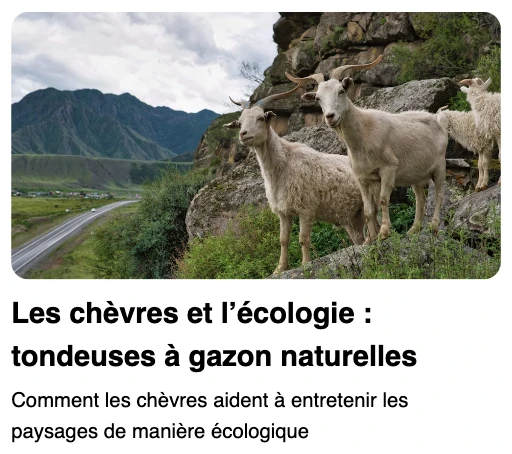 Les chèvres et l’écologie :
tondeuses à gazon naturelles
Comment les chèvres aident à entretenir les
paysages de manière écologique